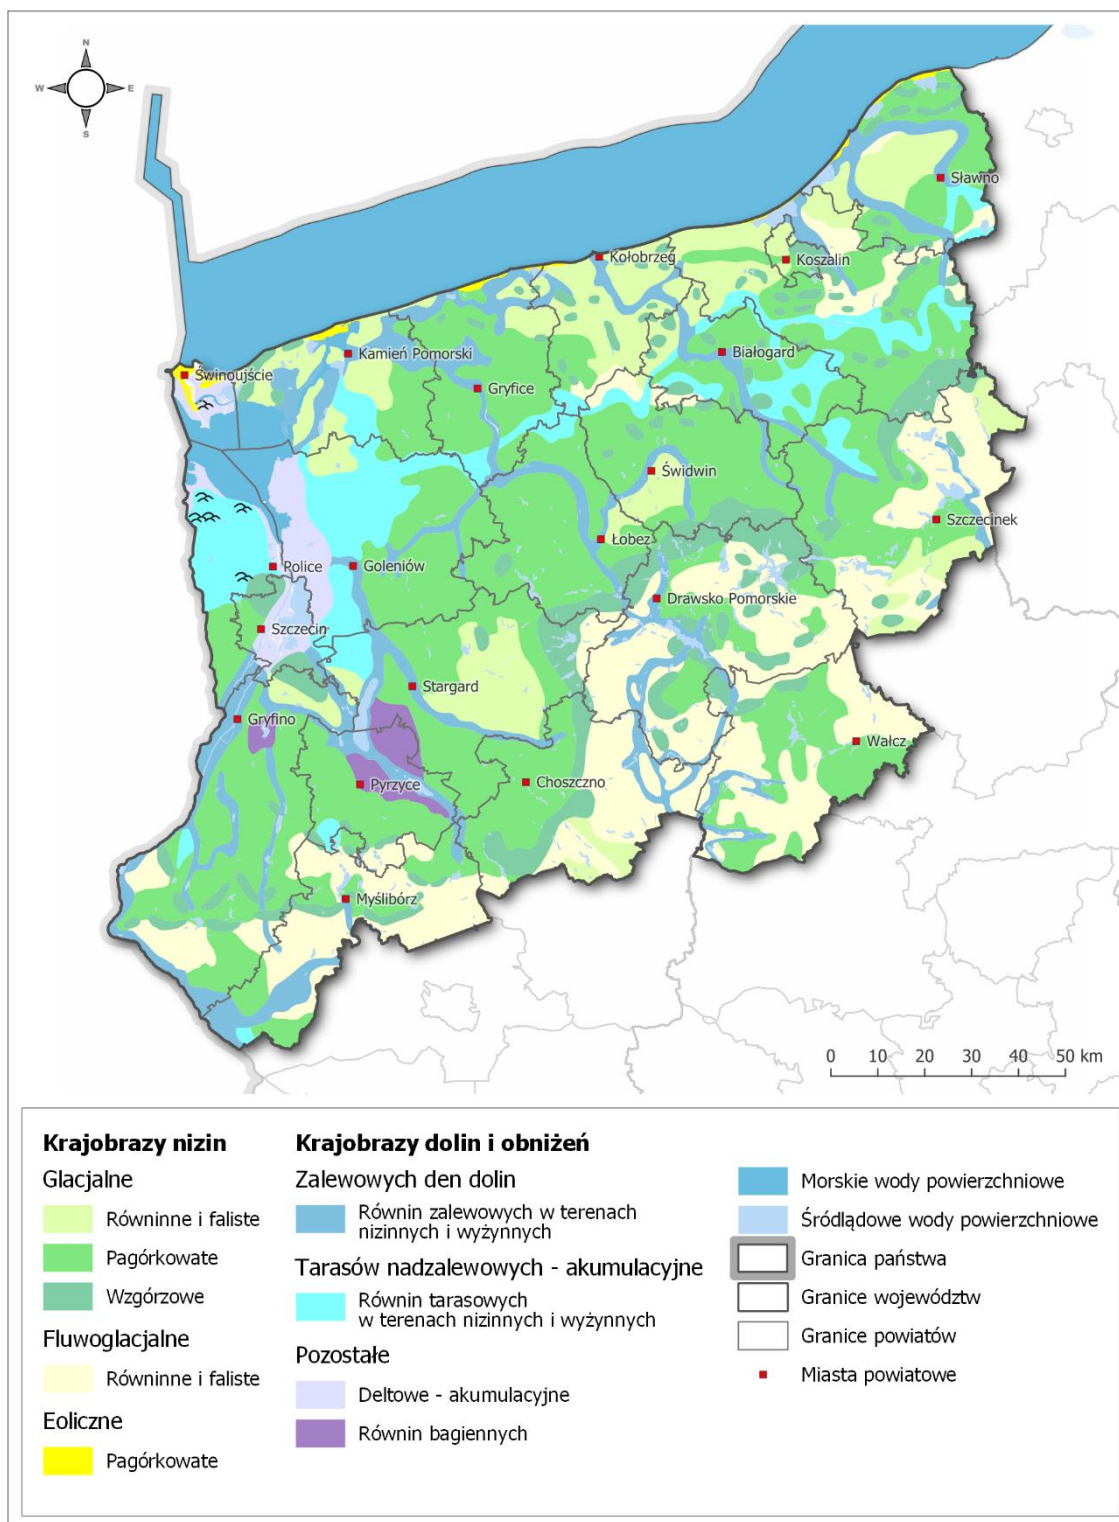 N
W E
S
Sławno
Kołobrzeg
Koszalin
Kamień Pomorski
Białogard
Świnoujście
Gryfice
Świdwin
Szczecinek
Łobez
Police
Goleniów
Drawsko Pomorskie
Szczecin
Stargard
Gryfino
Wałcz
Pyrzyce
Choszczno
Myślibórz
0 10 20 30 40 50 km
Krajobrazy nizin
Glacjalne
Równinne i faliste
Pagórkowate
Wzgórzowe
Fluwoglacjalne
Równinne i faliste
Eoliczne
Pagórkowate
Krajobrazy dolin i obniżeń
Zalewowych den dolin
Równin zalewowych w terenach
nizinnych i wyżynnych
Tarasów nadzalewowych - akumulacyjne
Równin tarasowych
w terenach nizinnych i wyżynnych
Pozostałe
Deltowe - akumulacyjne
Równin bagiennych
Morskie wody powierzchniowe
Śródlądowe wody powierzchniowe
Granica państwa
Granice województw
Granice powiatów
Miasta powiatowe